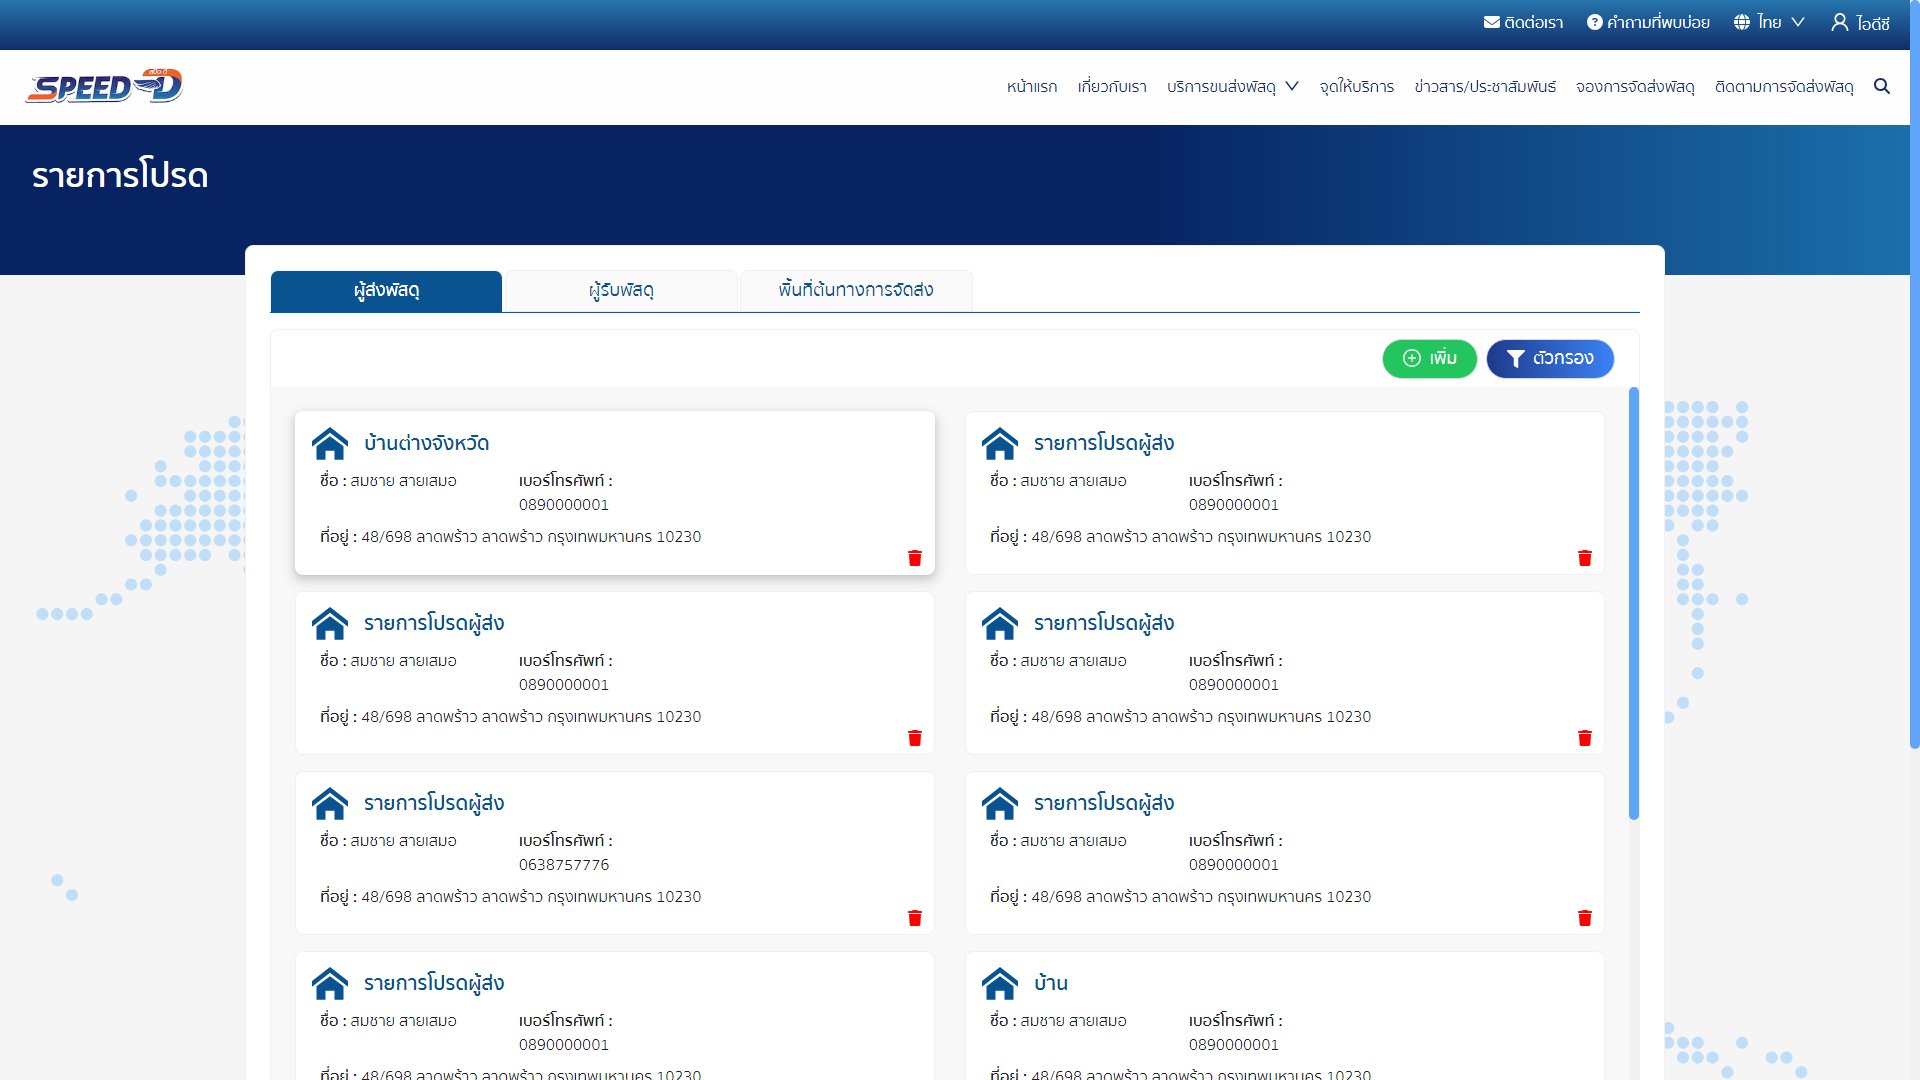 ติดต่อเรา คำถามที่พบบ่อย ไทย ไอดีซี
สปีด-ดี
SPEED-D
หน้าแรก เกี่ยวกับเรา บริการขนส่งพัสดุ จุดให้บริการ ข่าวสาร/ประชาสัมพันธ์ จองการจัดส่งพัสดุ ติดตามการจัดส่งพัสดุ
รายการโปรด
ผู้ส่งพัสดุ ผู้รับพัสดุ พื้นที่ต้นทางการจัดส่ง
เพิ่ม ตัวกรอง
บ้านต่างจังหวัด
ชื่อ : สมชาย สายเสมอ เบอร์โทรศัพท์ :
0890000001
ที่อยู่ : 48/698 ลาดพร้าว ลาดพร้าว กรุงเทพมหานคร 10230
รายการโปรดผู้ส่ง
ชื่อ : สมชาย สายเสมอ เบอร์โทรศัพท์ :
0890000001
ที่อยู่ : 48/698 ลาดพร้าว ลาดพร้าว กรุงเทพมหานคร 10230
รายการโปรดผู้ส่ง
ชื่อ : สมชาย สายเสมอ เบอร์โทรศัพท์ :
0890000001
ที่อยู่ : 48/698 ลาดพร้าว ลาดพร้าว กรุงเทพมหานคร 10230
รายการโปรดผู้ส่ง
ชื่อ : สมชาย สายเสมอ เบอร์โทรศัพท์ :
0890000001
ที่อยู่ : 48/698 ลาดพร้าว ลาดพร้าว กรุงเทพมหานคร 10230
รายการโปรดผู้ส่ง
ชื่อ : สมชาย สายเสมอ เบอร์โทรศัพท์ :
0638757776
ที่อยู่ : 48/698 ลาดพร้าว ลาดพร้าว กรุงเทพมหานคร 10230
รายการโปรดผู้ส่ง
ชื่อ : สมชาย สายเสมอ เบอร์โทรศัพท์ :
0890000001
ที่อยู่ : 48/698 ลาดพร้าว ลาดพร้าว กรุงเทพมหานคร 10230
รายการโปรดผู้ส่ง
ชื่อ : สมชาย สายเสมอ เบอร์โทรศัพท์ :
0890000001
ที่อยู่ : 48/698 ลาดพร้าว ลาดพร้าว กรุงเทพมหานคร 10230
บ้าน
ชื่อ : สมชาย สายเสมอ เบอร์โทรศัพท์ :
0890000001
ที่อยู่ : 48/698 ลาดพร้าว ลาดพร้าว กรุงเทพมหานคร 10230